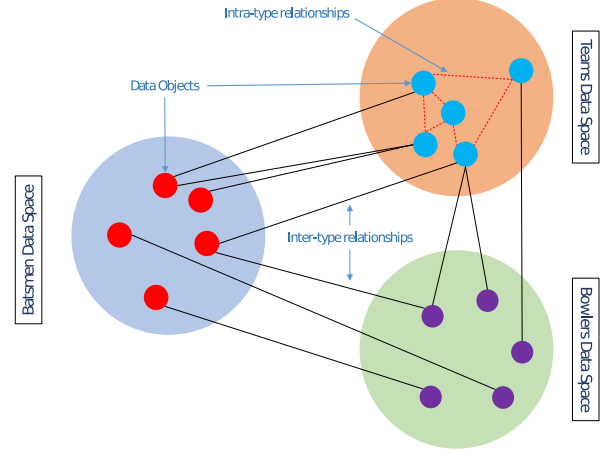 Intra-type relationships
Data Objects
Teams Data Space
Batsmen Data Space
Inter-type relationships
Bowlers Data Space